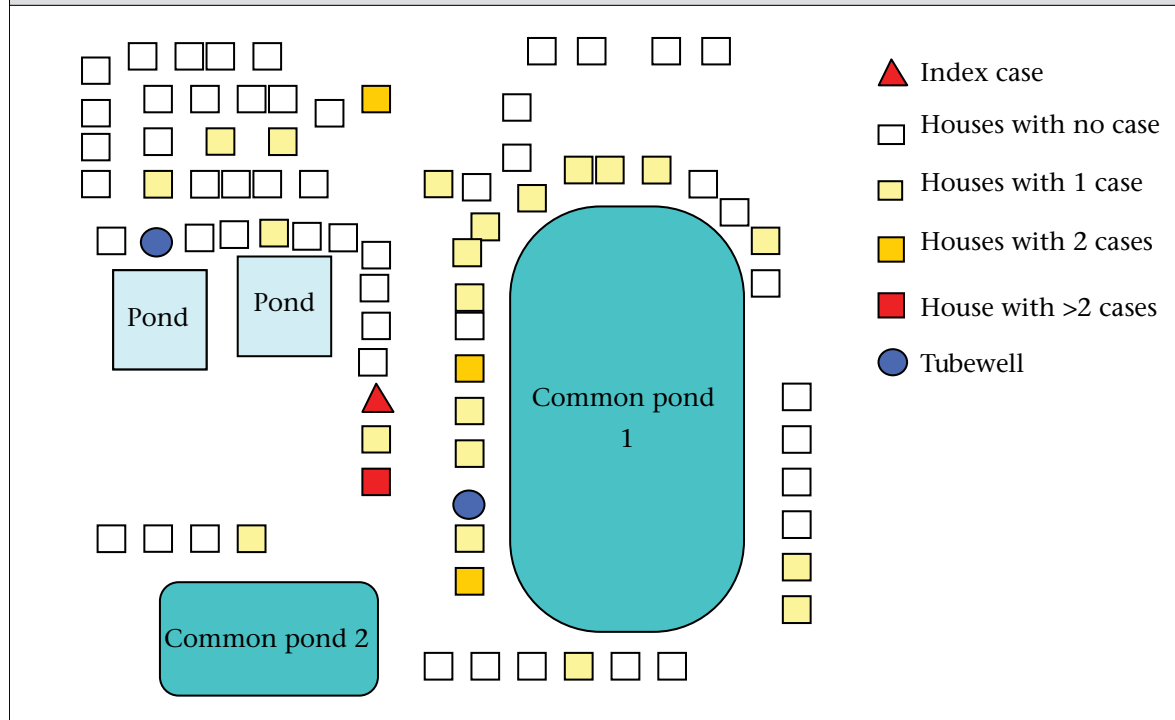 Index case
Houses with no case
Houses with 1 case
Houses with 2 cases
House with >2 cases
Tubewell
Pond
Pond
Common pond
1
Common pond 2